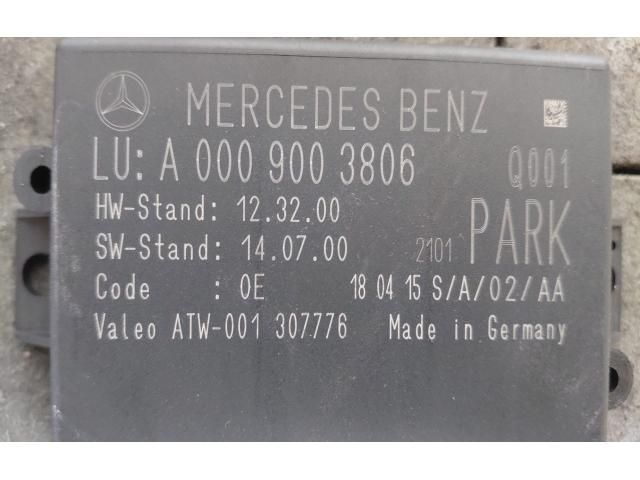 MERCEDES BENZ
LU: A 000 900 3806 Q001
HW-Stand: 12.32.00
SW-Stand: 14.07.00 2101 PARK
Code : OE 18 04 15 S/A/02/AA
Valeo ATW-001 307776 Made in Germany